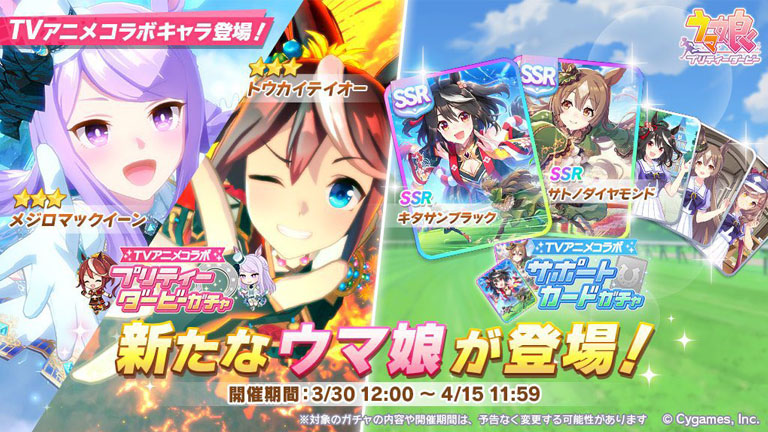 TVアニメコラボキャラ登場!
ウマ娘
プリティーダービー
トウカイテイオー
メジロマックイーン
SSR
SSR
SSR
キタサンブラック
SSR
サトノダイヤモンド
TVアニメコラボ
プリティー
ダービーガチャ
TVアニメコラボ
サポート
カードガチャ
新たなウマ娘が登場!
開催期間:3/30 12:00 ～ 4/15 11:59
※対象のガチャの内容や開催期間は、予告なく変更する可能性があります
© Cygames, Inc.